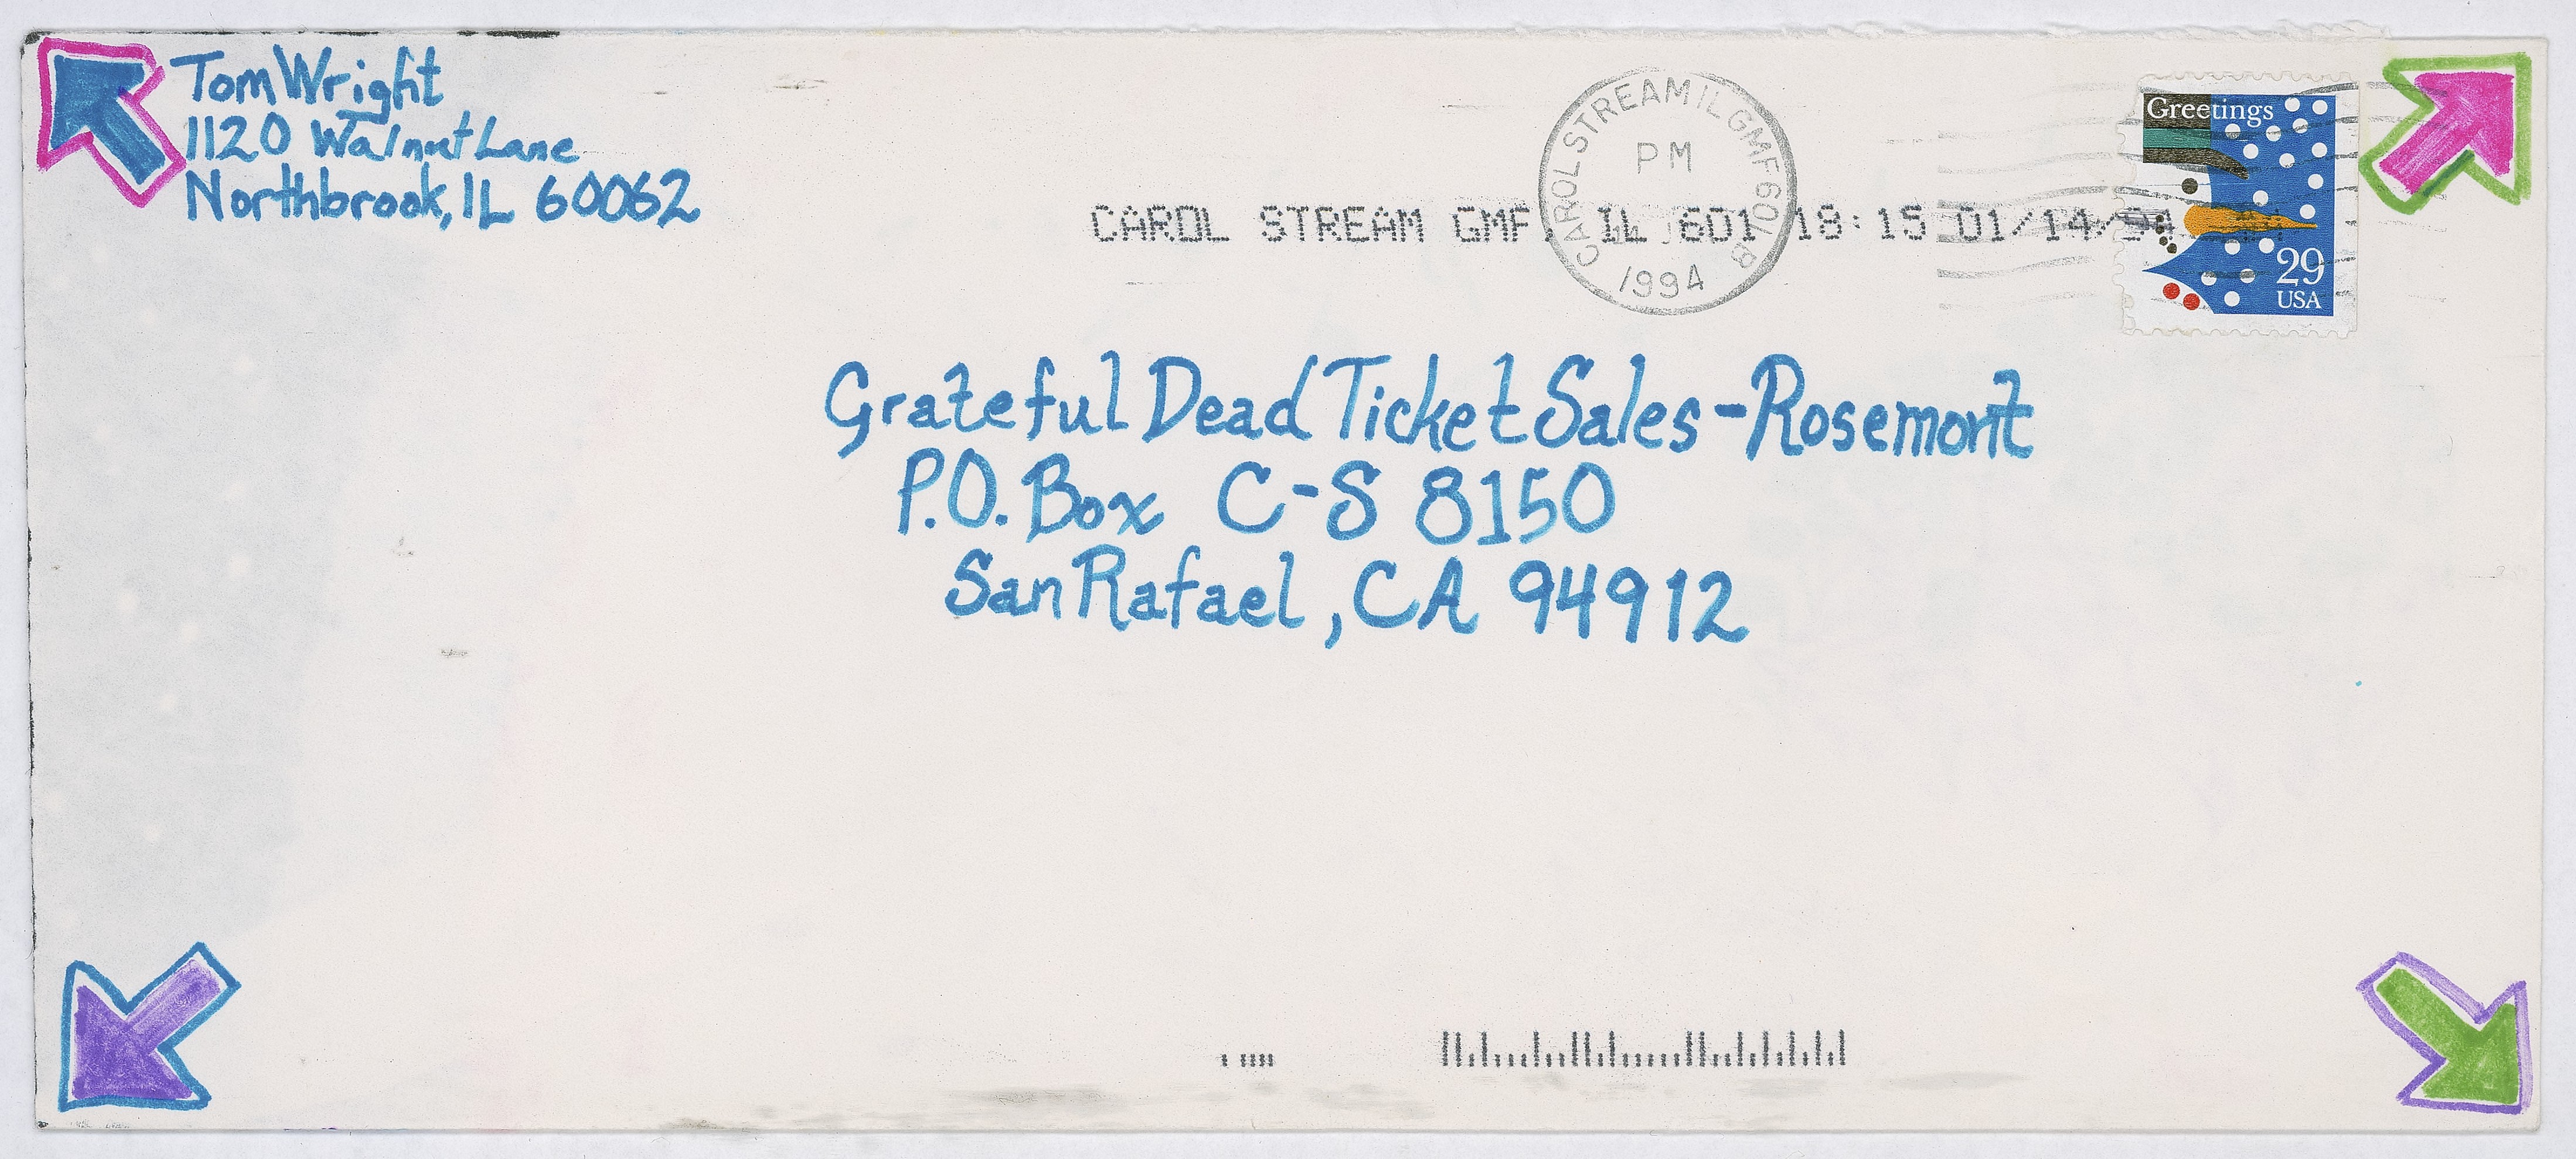 Tom Wright
1120 Walnut Lane
Northbrook, IL 60062
CAROL STREAM IL GMF 601
PM
1994
CAROL STREAM GMF, IL 601 18:15 01/14/94
Greetings
29
USA
Grateful Dead Ticket Sales-Rosemont
P.O. Box C-S 8150
San Rafael, CA 94912